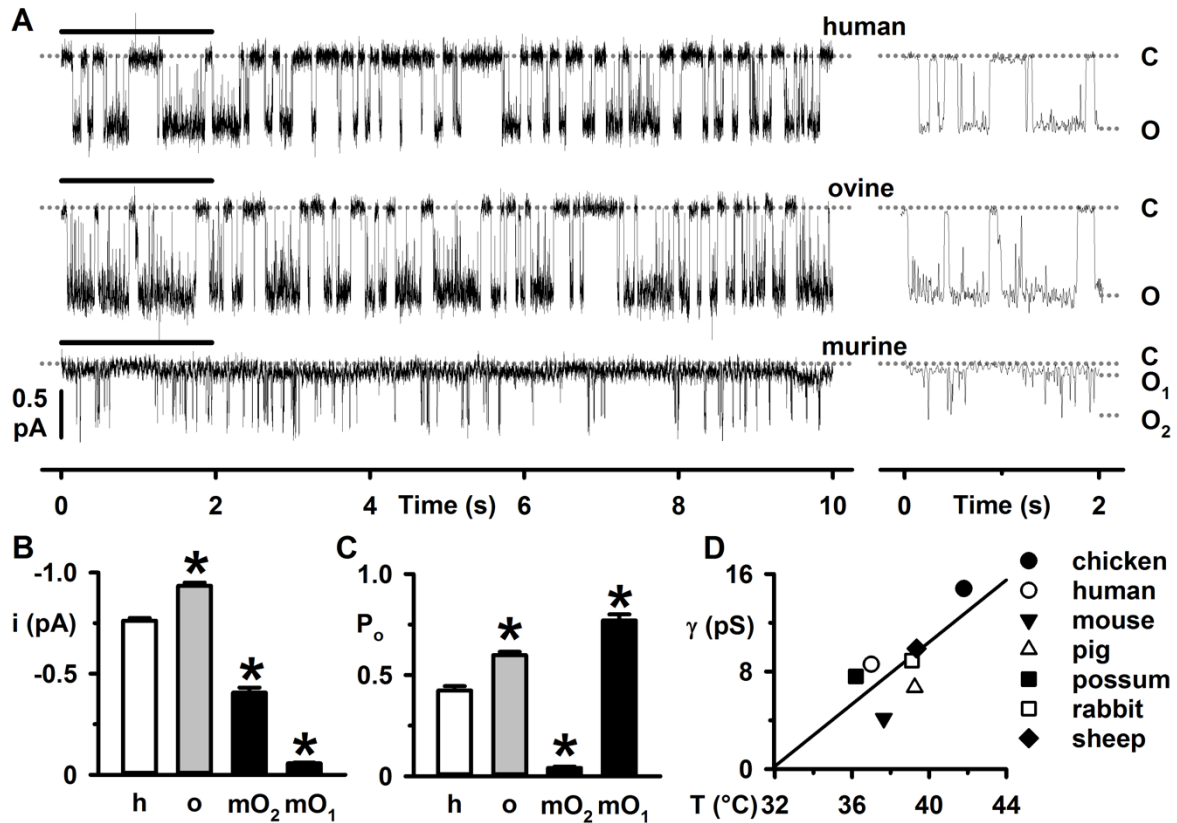 A
human
C
O
ovine
C
O
murine
C
O1
O2
0.5
pA
0 2 4 Time (s) 6 8 10
0 Time (s) 2
B
-1.0
i (pA)
-0.5
0
* * *
h o mO2 mO1
C
1.0
Po
0.5
0
* * *
h o mO2 mO1
D
16
γ (pS)
8
0
T (°C) 32 36 40 44
chicken
human
mouse
pig
possum
rabbit
sheep